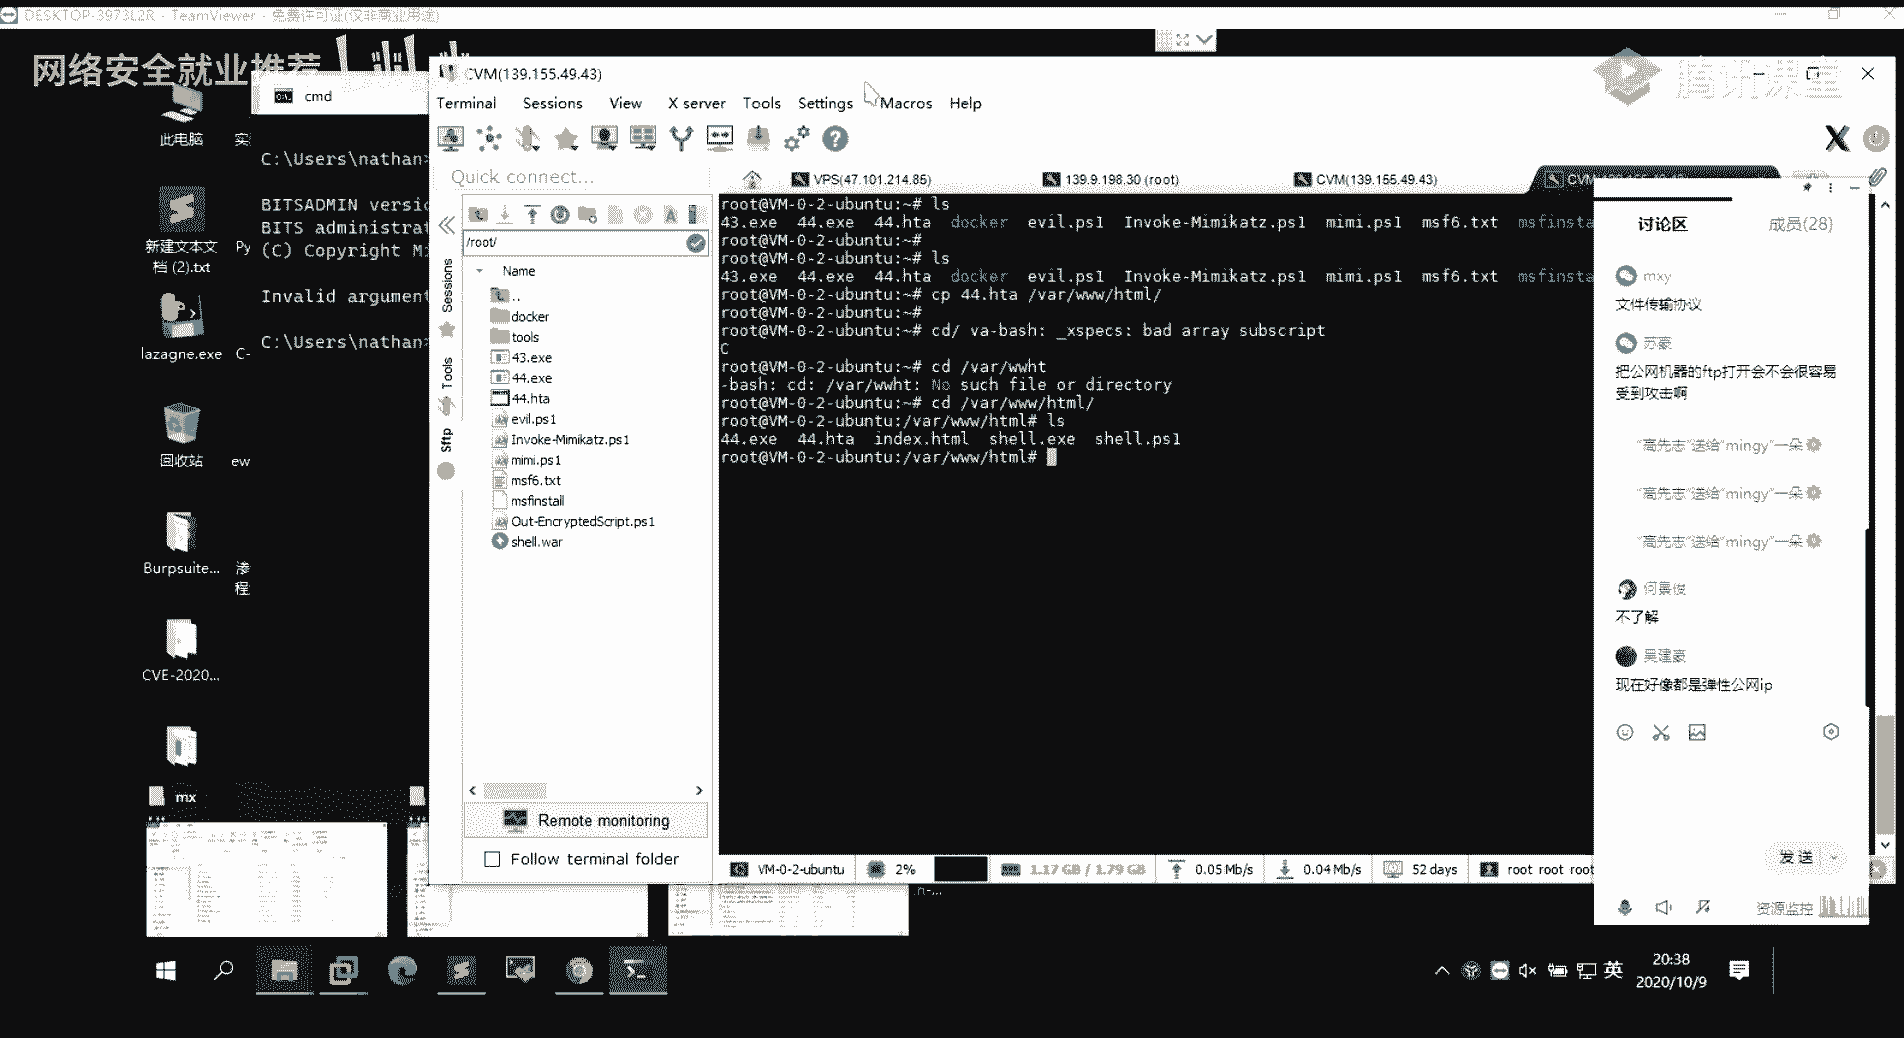 DESKTOP-3973L2R - TeamViewer - 免费许可证(仅非商业用途)
网络安全就业推荐
腾讯课堂
此电脑
新建文本文
档 (2).txt
Py
lazagne.exe
C-
回收站
ew
Burpsuite...
渗
程
CVE-2020...
mx
cmd
C:\Users\nathan>
BITSADMIN versic
BITS administrat
(C) Copyright Mi
Invalid argument
C:\Users\nathan>
CVM(139.155.49.43)
Terminal Sessions View X server Tools Settings Macros Help
Quick connect...
VPS(47.101.214.85)
139.9.198.30 (root)
CVM(139.155.49.43)
Sessions
Tools
Sftp
/root/
Name
..
docker
tools
43.exe
44.exe
44.hta
evil.ps1
Invoke-Mimikatz.ps1
mimi.ps1
msf6.txt
msfinstall
Out-EncryptedScript.ps1
shell.war
Remote monitoring
Follow terminal folder
root@VM-0-2-ubuntu:~# ls
43.exe 44.exe 44.hta docker evil.ps1 Invoke-Mimikatz.ps1 mimi.ps1 msf6.txt msfinsta
root@VM-0-2-ubuntu:~#
root@VM-0-2-ubuntu:~# ls
43.exe 44.exe 44.hta docker evil.ps1 Invoke-Mimikatz.ps1 mimi.ps1 msf6.txt msfinsta
root@VM-0-2-ubuntu:~# cp 44.hta /var/www/html/
root@VM-0-2-ubuntu:~#
root@VM-0-2-ubuntu:~# cd/ va-bash: _xspecs: bad array subscript
C
root@VM-0-2-ubuntu:~# cd /var/wwht
-bash: cd: /var/wwht: No such file or directory
root@VM-0-2-ubuntu:~# cd /var/www/html/
root@VM-0-2-ubuntu:/var/www/html# ls
44.exe 44.hta index.html shell.exe shell.ps1
root@VM-0-2-ubuntu:/var/www/html#
VM-0-2-ubuntu 2% 1.17 GB / 1.79 GB 0.05 Mb/s 0.04 Mb/s 52 days root root root
讨论区 成员(28)
mxy
文件传输协议
苏豪
把公网机器的ftp打开会不会很容易
受到攻击啊
"高先志"送给"mingy"一朵
"高先志"送给"mingy"一朵
"高先志"送给"mingy"一朵
何景俊
不了解
吴建豪
现在好像都是弹性公网ip
发送
资源监控
英
20:38
2020/10/9